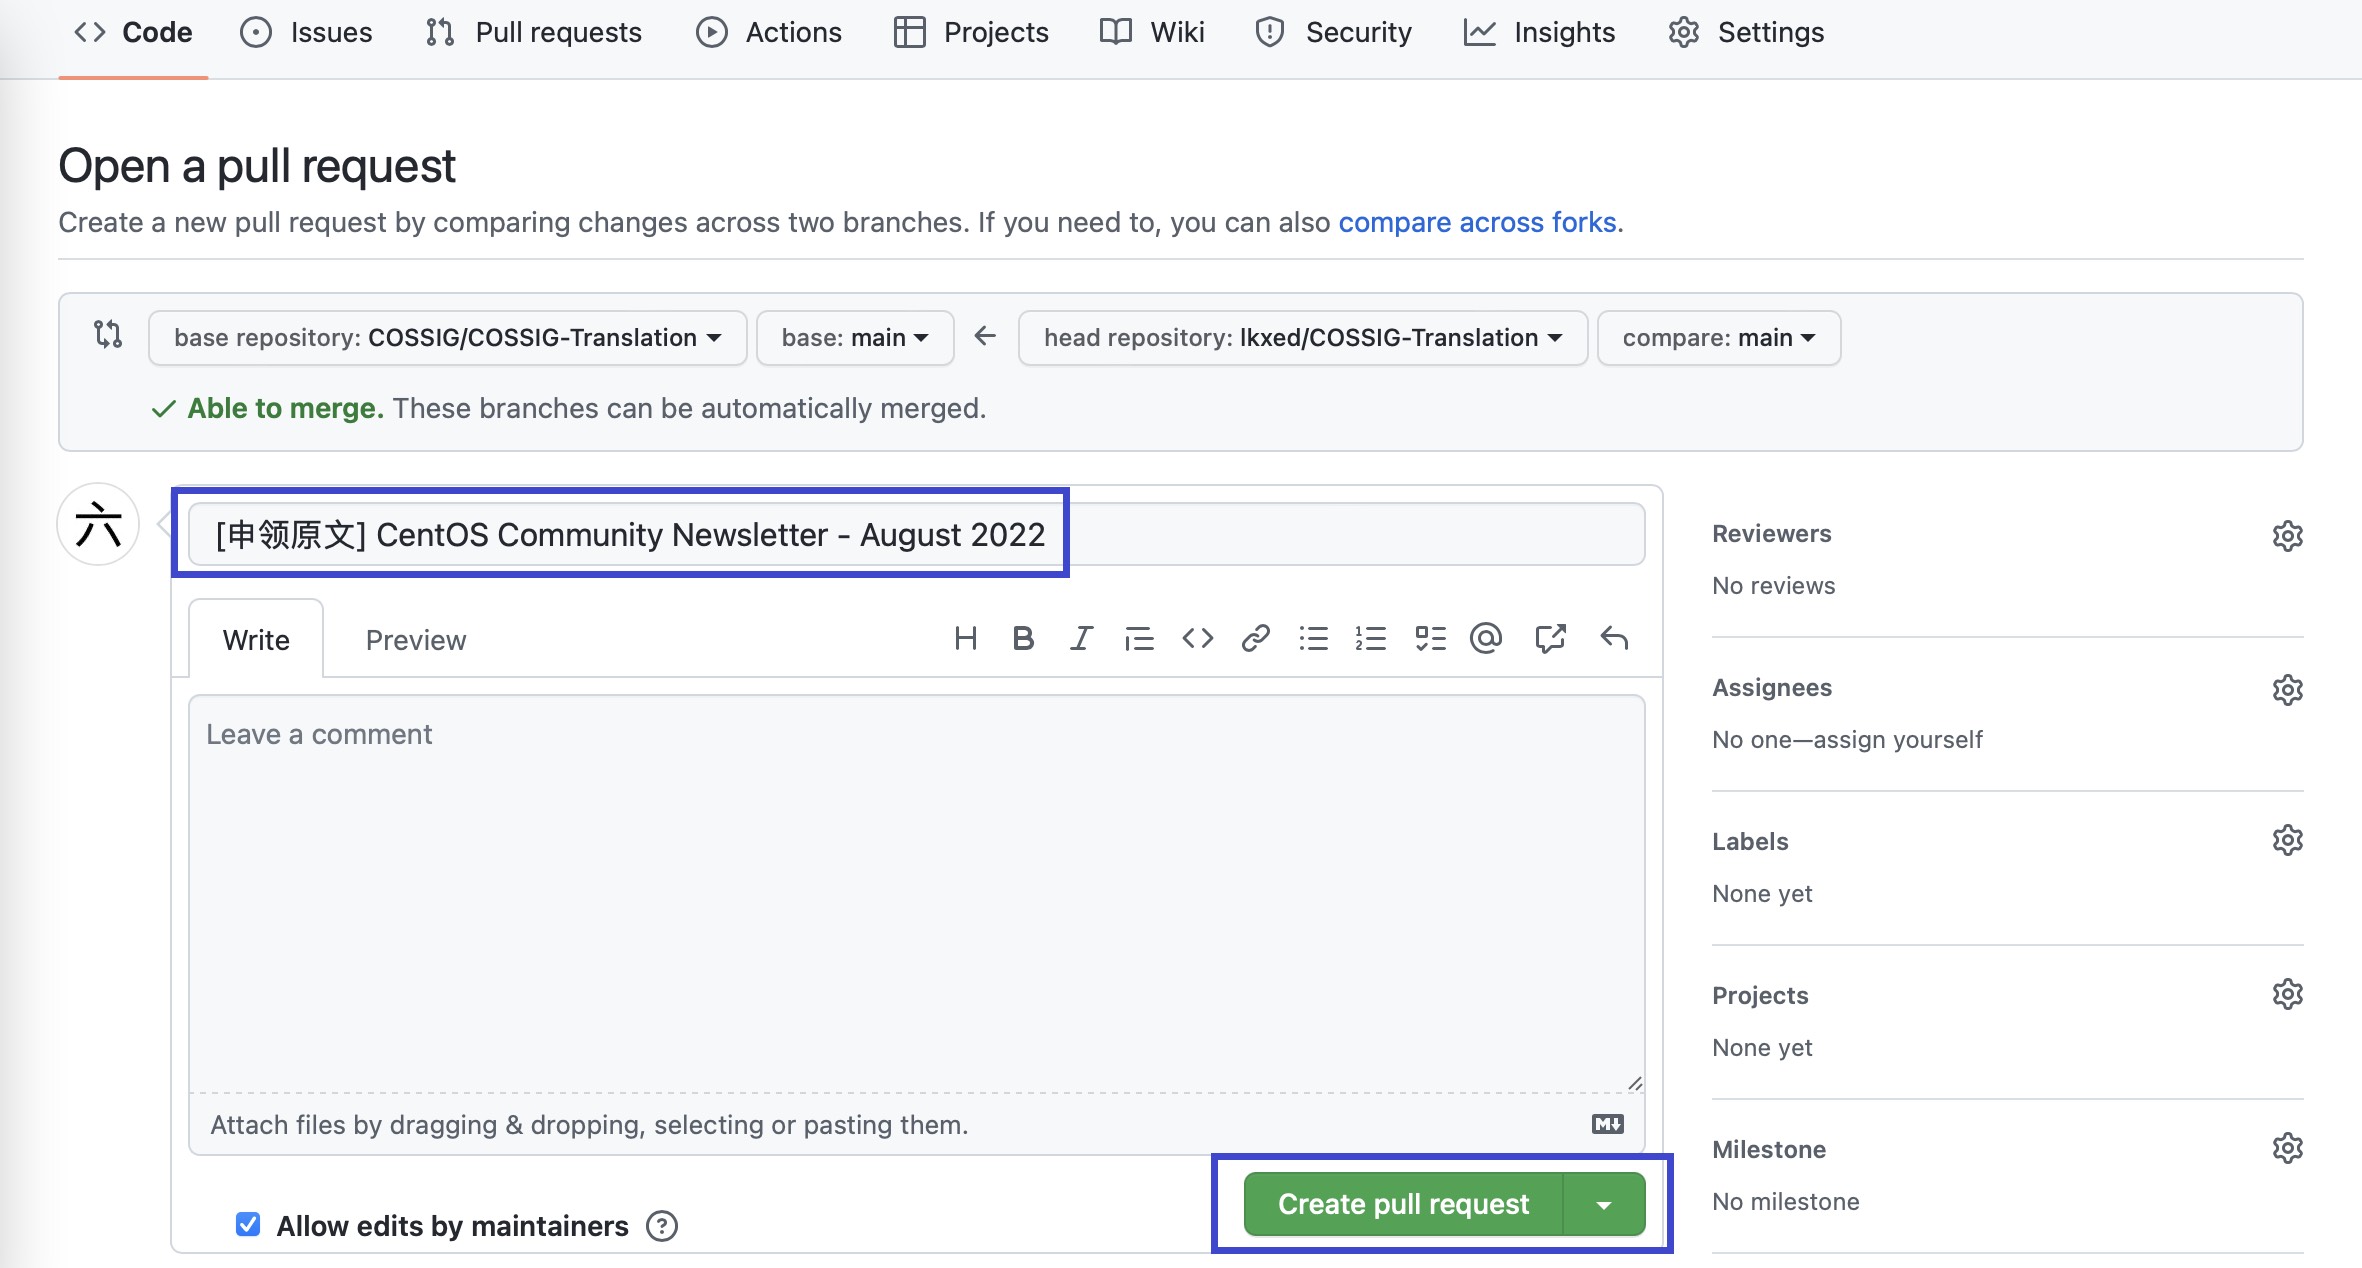 Code Issues Pull requests Actions Projects Wiki Security Insights Settings
Open a pull request
Create a new pull request by comparing changes across two branches. If you need to, you can also compare across forks.
base repository: COSSIG/COSSIG-Translation base: main head repository: lkxed/COSSIG-Translation compare: main
Able to merge. These branches can be automatically merged.
六
[申领原文] CentOS Community Newsletter - August 2022
Write Preview
Leave a comment
Attach files by dragging & dropping, selecting or pasting them.
Allow edits by maintainers
Create pull request
Reviewers
No reviews
Assignees
No one—assign yourself
Labels
None yet
Projects
None yet
Milestone
No milestone